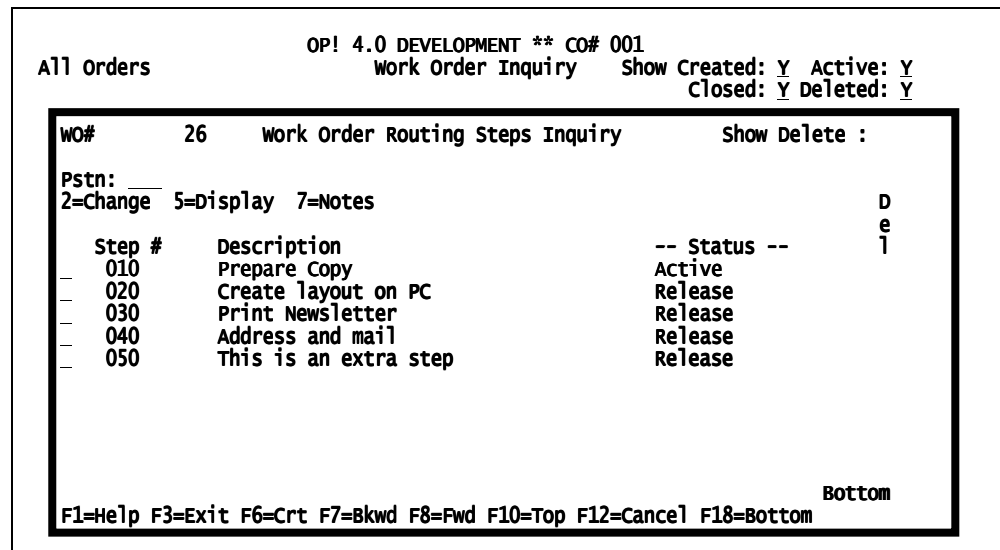 OP! 4.0 DEVELOPMENT ** CO# 001
All Orders Work Order Inquiry Show Created: Y Active: Y
Closed: Y Deleted: Y
WO# 26 Work Order Routing Steps Inquiry Show Delete :
Pstn: ___
2=Change 5=Display 7=Notes D
e
Step # Description -- Status -- l
_ 010 Prepare Copy Active
_ 020 Create layout on PC Release
_ 030 Print Newsletter Release
_ 040 Address and mail Release
_ 050 This is an extra step Release
Bottom
F1=Help F3=Exit F6=Crt F7=Bkwd F8=Fwd F10=Top F12=Cancel F18=Bottom